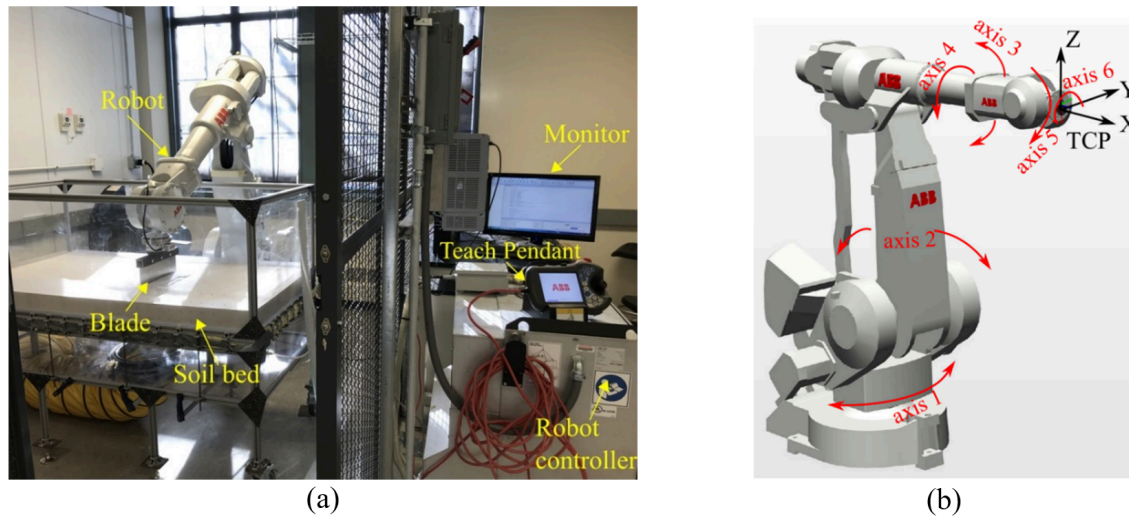 Robot
Monitor
Teach Pendant
ABB
Blade
Soil bed
Robot
controller
(a)
axis 3
Z
axis 4
axis 6
ABB
ABB
Y
X
TCP
axis 5
ABB
axis 2
axis 1
(b)